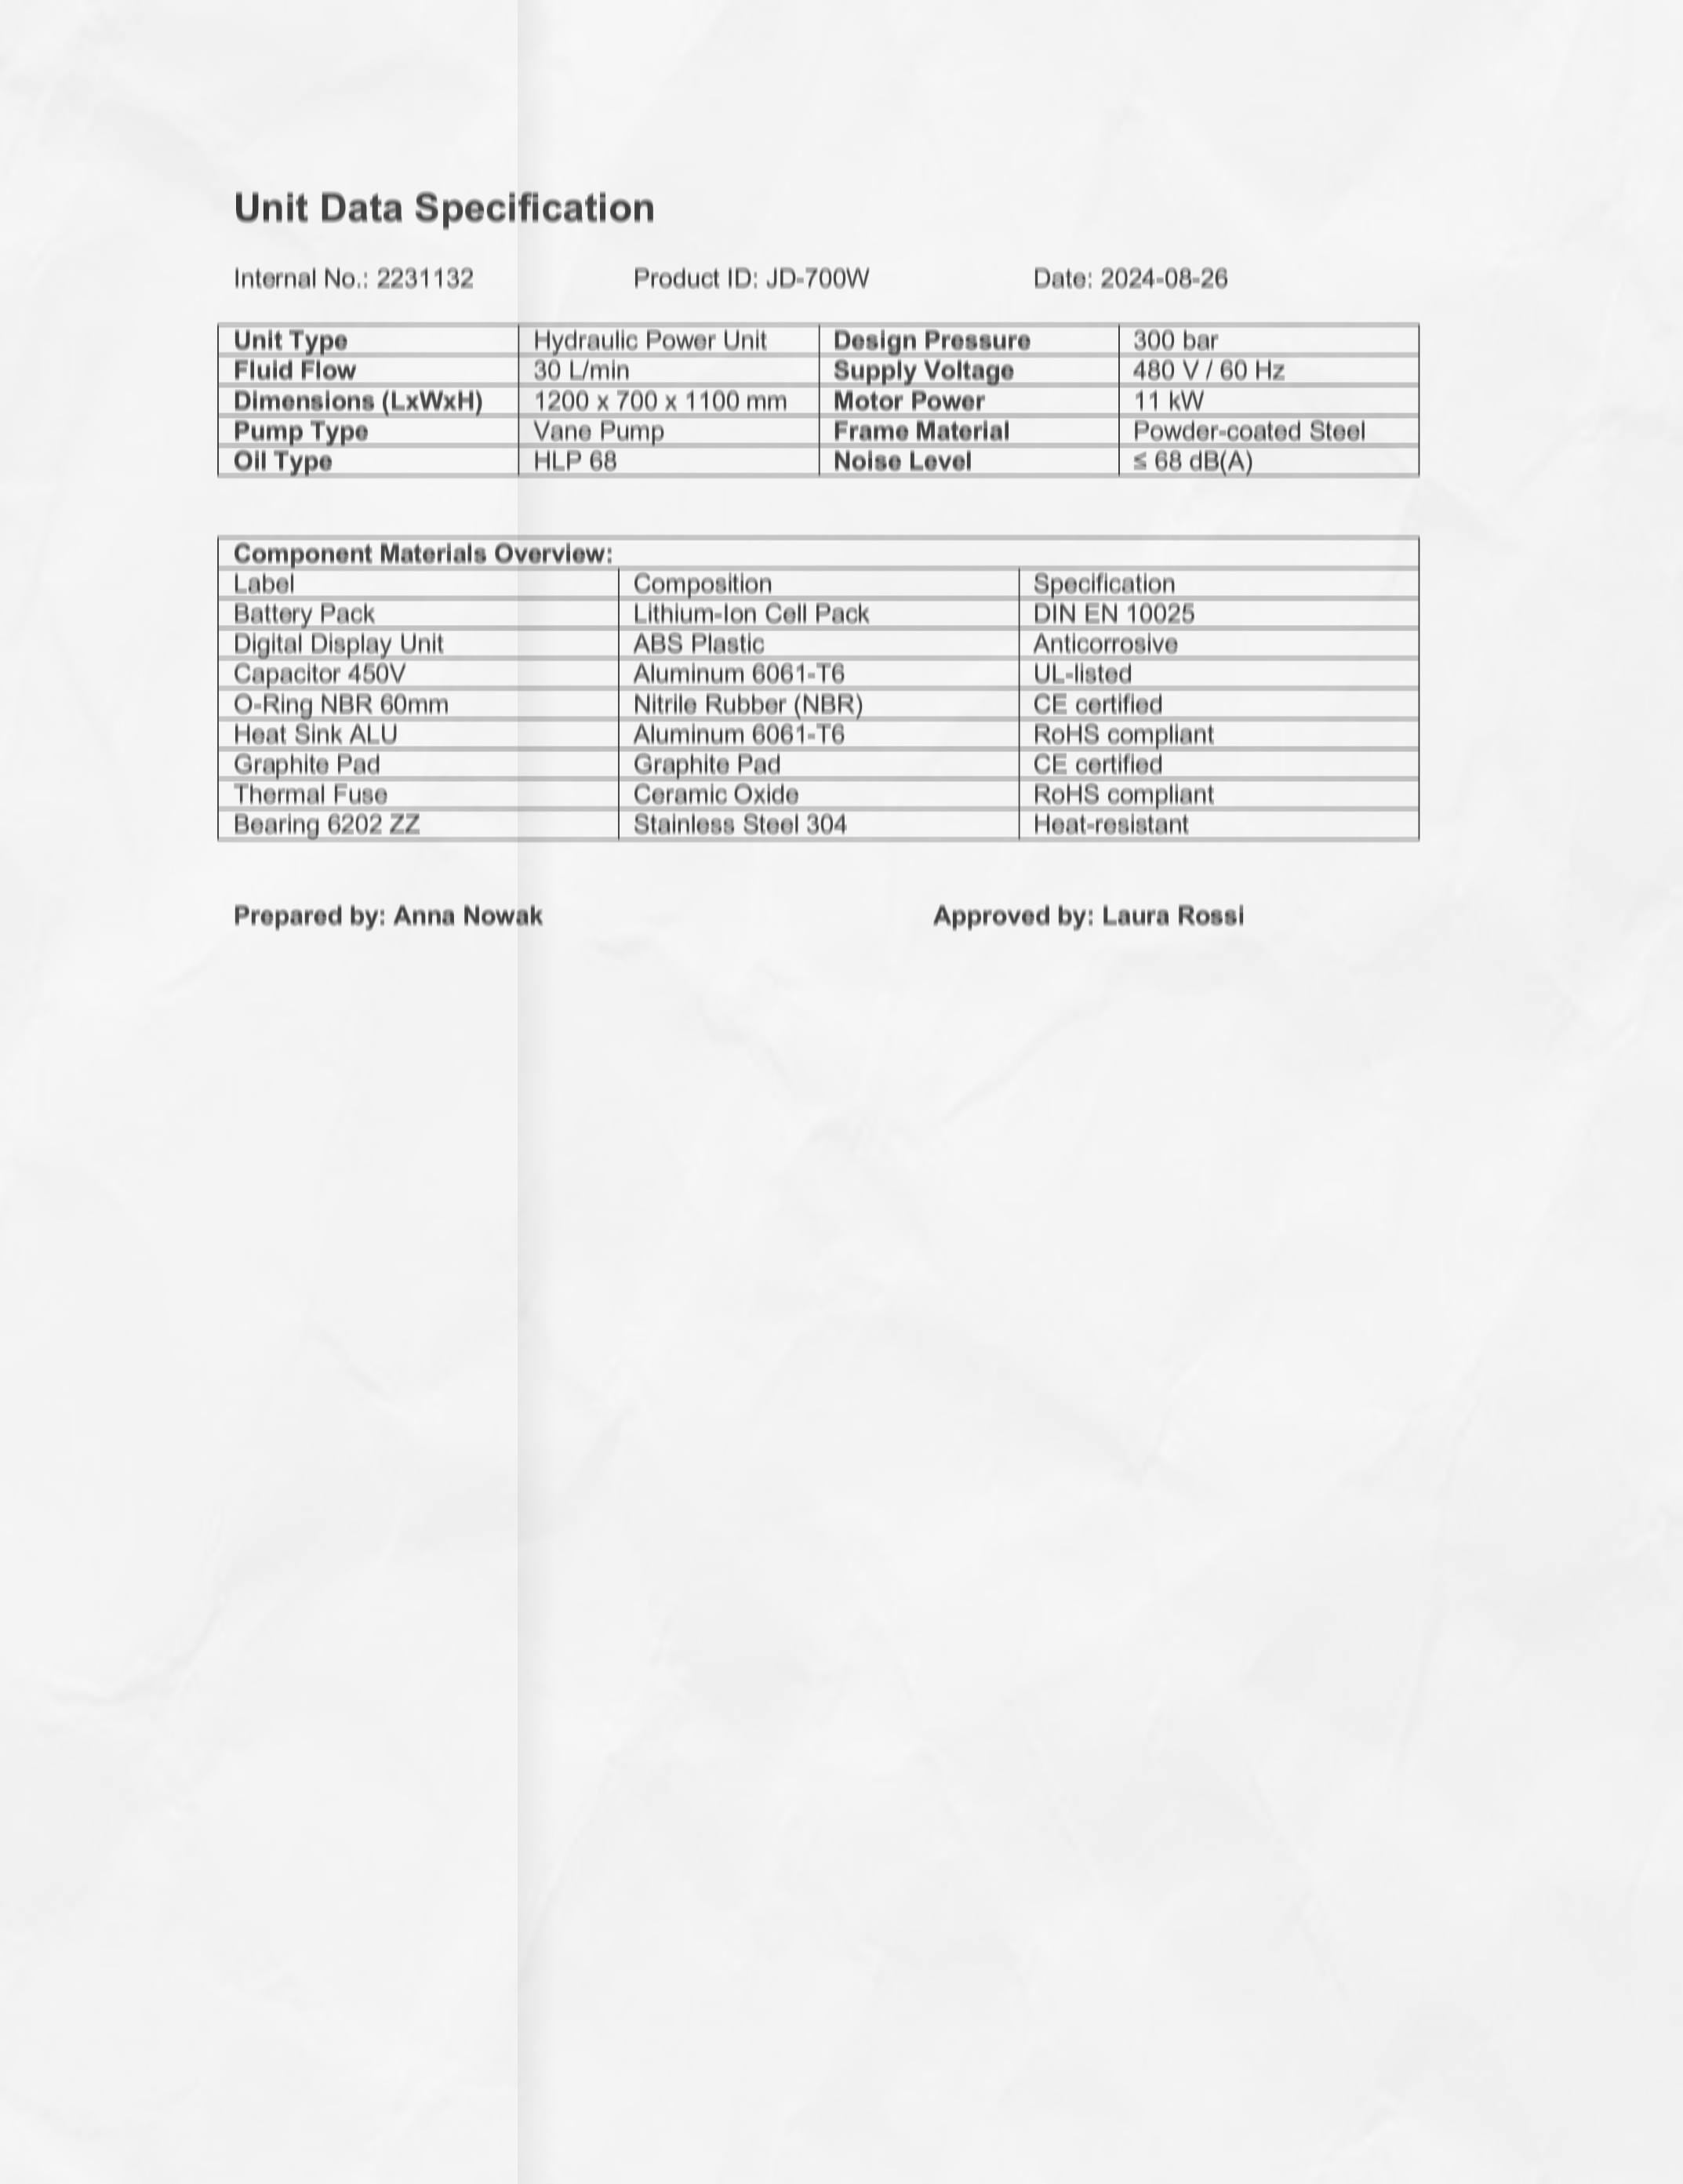 Unit Data Specification
Internal No.: 2231132 Product ID: JD-700W Date: 2024-08-26
Unit Type Hydraulic Power Unit Design Pressure 300 bar
Fluid Flow 30 L/min Supply Voltage 480 V / 60 Hz
Dimensions (LxWxH) 1200 x 700 x 1100 mm Motor Power 11 kW
Pump Type Vane Pump Frame Material Powder-coated Steel
Oil Type HLP 68 Noise Level ≤ 68 dB(A)
Component Materials Overview:
Label Composition Specification
Battery Pack Lithium-Ion Cell Pack DIN EN 10025
Digital Display Unit ABS Plastic Anticorrosive
Capacitor 450V Aluminum 6061-T6 UL-listed
O-Ring NBR 60mm Nitrile Rubber (NBR) CE certified
Heat Sink ALU Aluminum 6061-T6 RoHS compliant
Graphite Pad Graphite Pad CE certified
Thermal Fuse Ceramic Oxide RoHS compliant
Bearing 6202 ZZ Stainless Steel 304 Heat-resistant
Prepared by: Anna Nowak Approved by: Laura Rossi